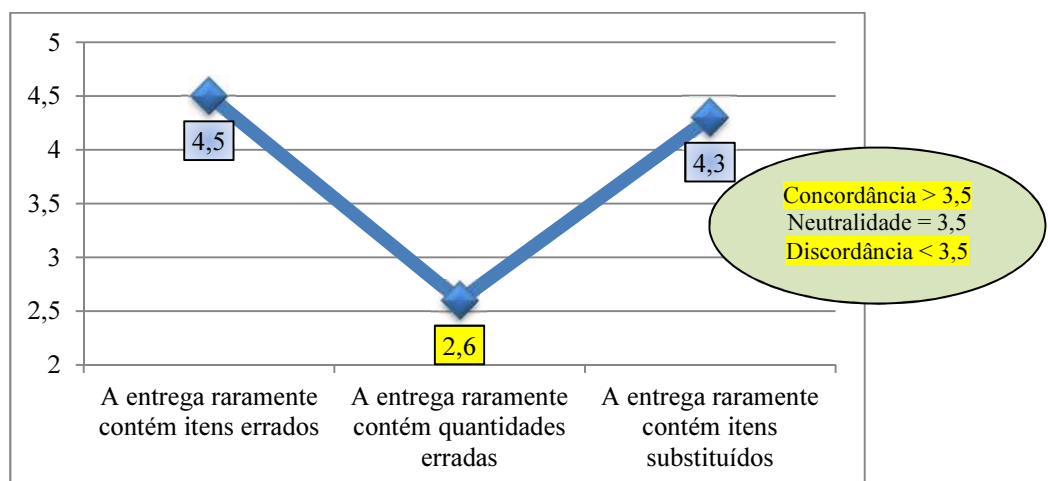 5
4,5
4
3,5
3
2,5
2
4,5
2,6
4,3
Concordância > 3,5
Neutralidade = 3,5
Discordância < 3,5
A entrega raramente
contém itens errados
A entrega raramente
contém quantidades
erradas
A entrega raramente
contém itens
substituídos